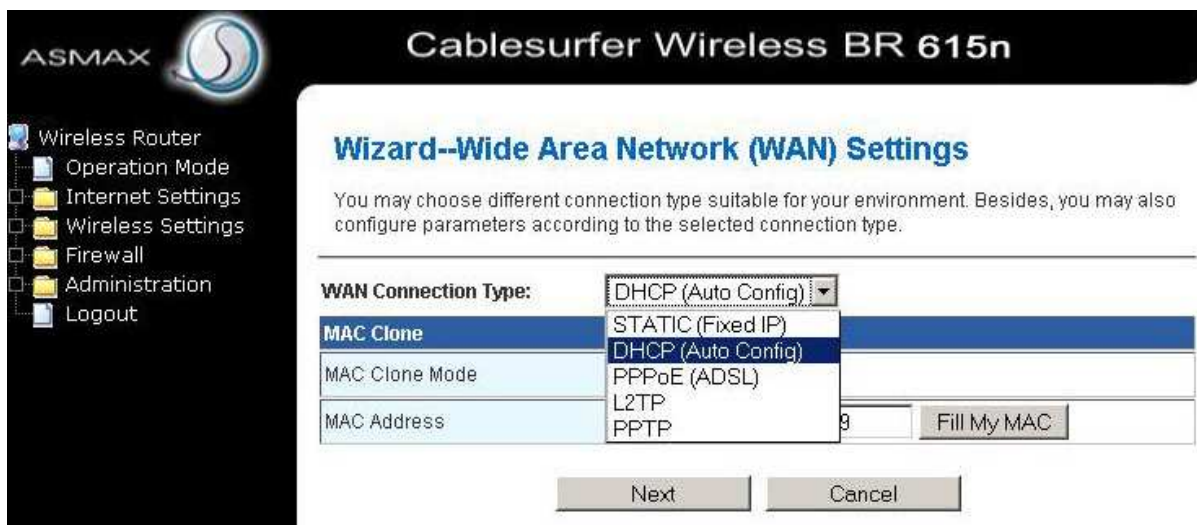 ASMAX
Cablesurfer Wireless BR 615n
Wireless Router
Operation Mode
Internet Settings
Wireless Settings
Firewall
Administration
Logout
Wizard--Wide Area Network (WAN) Settings
You may choose different connection type suitable for your environment. Besides, you may also
configure parameters according to the selected connection type.
WAN Connection Type: DHCP (Auto Config)
STATIC (Fixed IP)
DHCP (Auto Config)
PPPoE (ADSL)
L2TP
PPTP
MAC Clone
MAC Clone Mode
MAC Address 9 Fill My MAC
Next Cancel